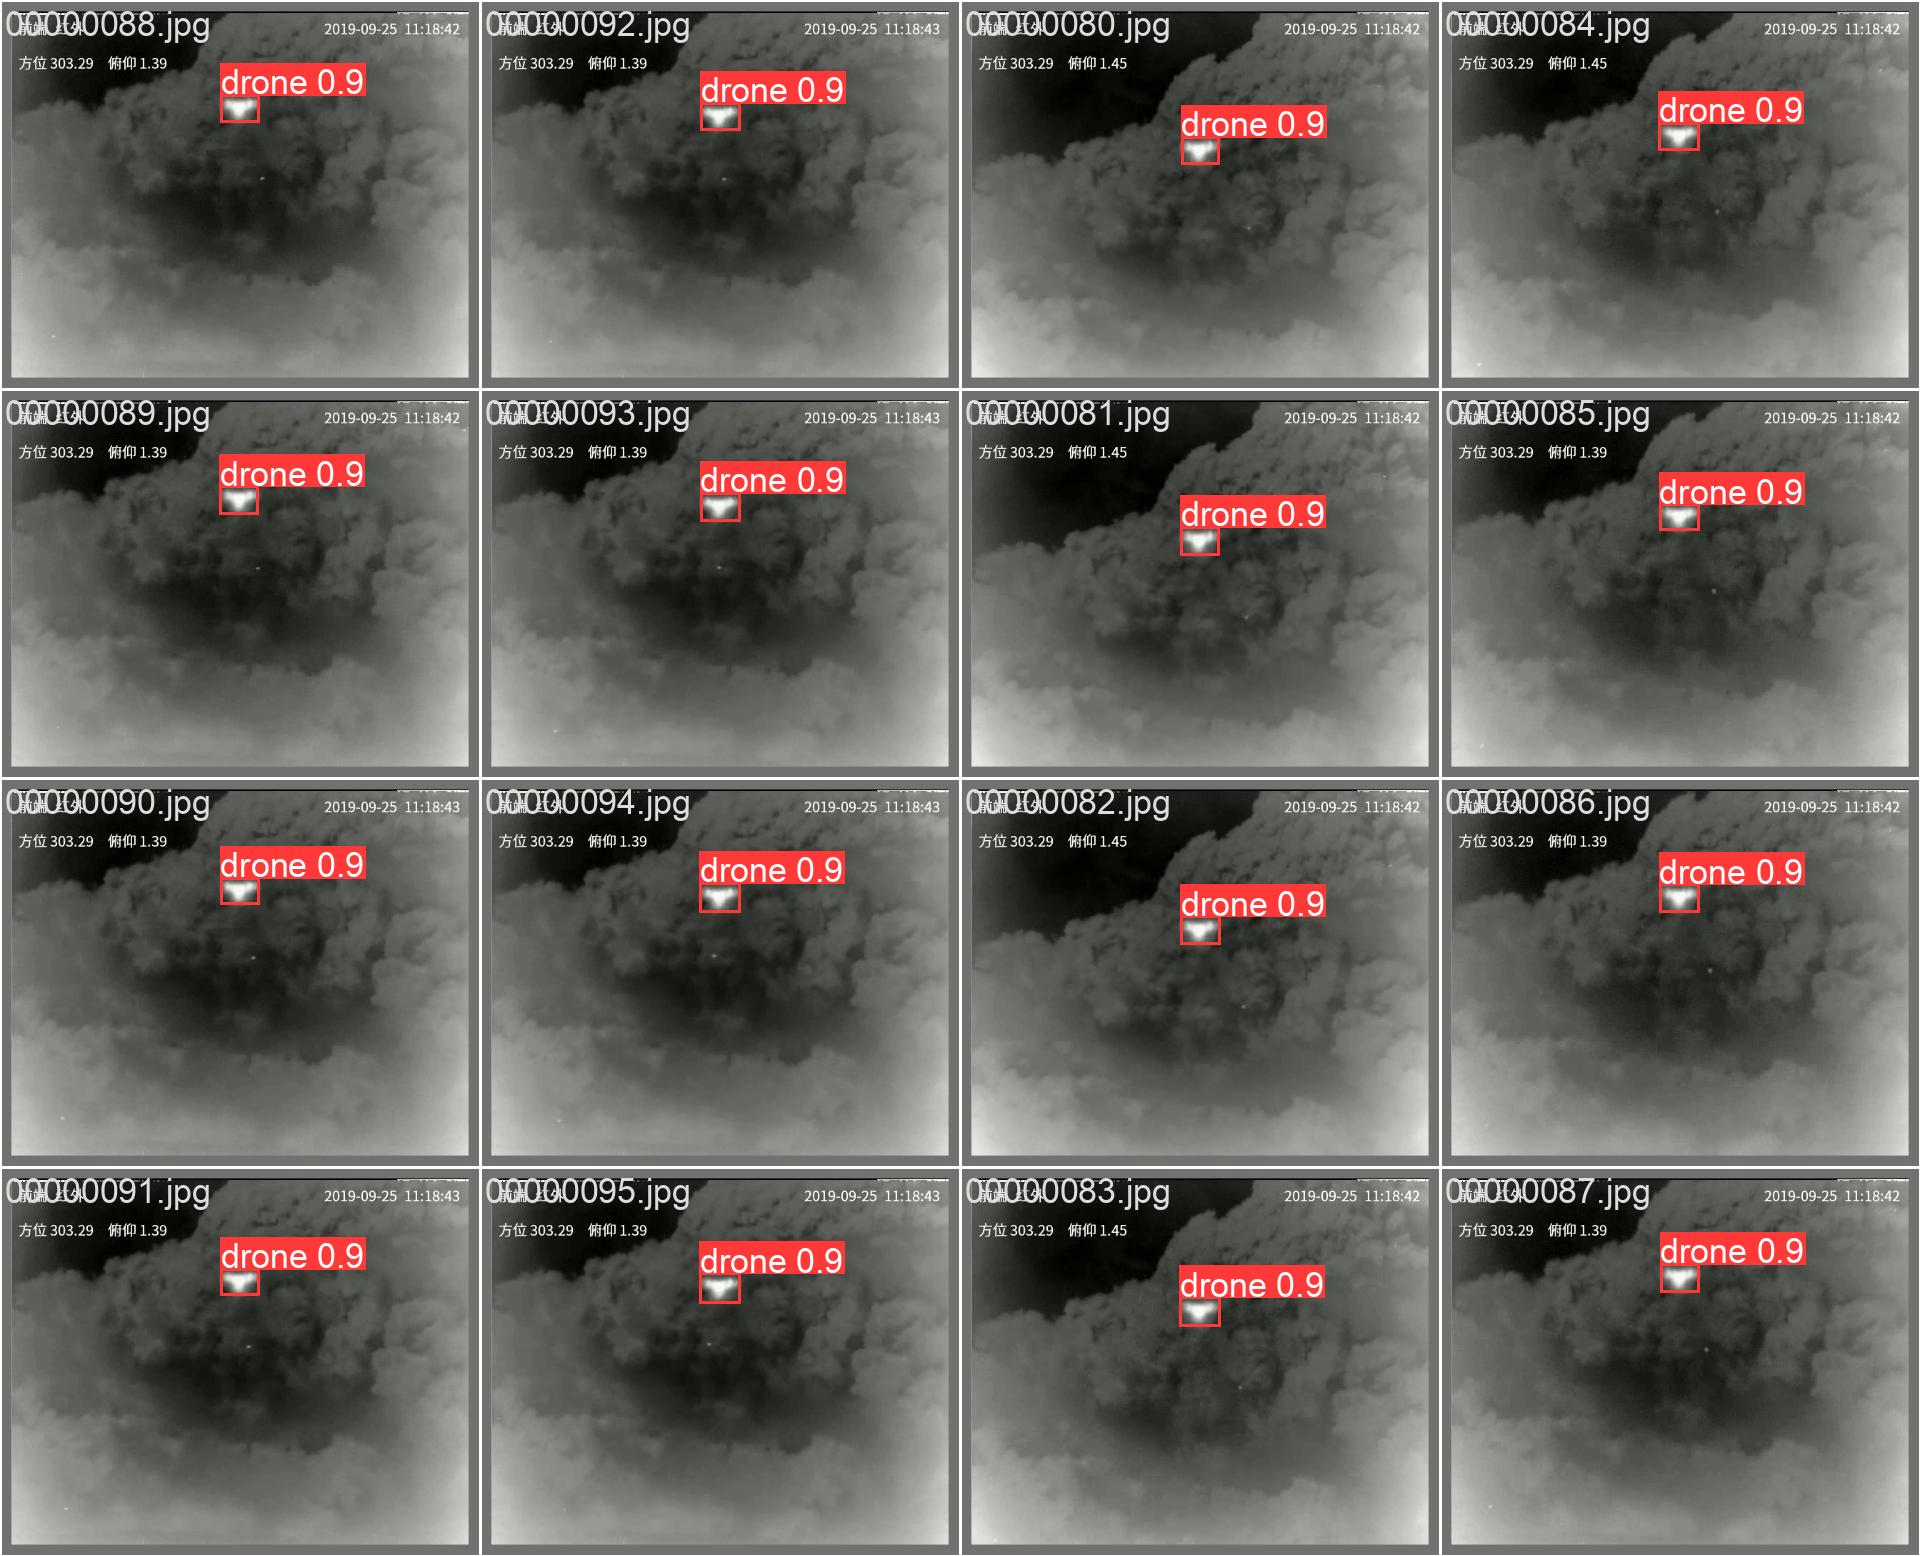 00000088.jpg 2019-09-25 11:18:42
方位 303.29 俯仰 1.39
drone 0.9
00000092.jpg 2019-09-25 11:18:43
方位 303.29 俯仰 1.39
drone 0.9
00000080.jpg 2019-09-25 11:18:42
方位 303.29 俯仰 1.45
drone 0.9
00000084.jpg 2019-09-25 11:18:42
方位 303.29 俯仰 1.45
drone 0.9
00000089.jpg 2019-09-25 11:18:42
方位 303.29 俯仰 1.39
drone 0.9
00000093.jpg 2019-09-25 11:18:43
方位 303.29 俯仰 1.39
drone 0.9
00000081.jpg 2019-09-25 11:18:42
方位 303.29 俯仰 1.45
drone 0.9
00000085.jpg 2019-09-25 11:18:42
方位 303.29 俯仰 1.39
drone 0.9
00000090.jpg 2019-09-25 11:18:43
方位 303.29 俯仰 1.39
drone 0.9
00000094.jpg 2019-09-25 11:18:43
方位 303.29 俯仰 1.39
drone 0.9
00000082.jpg 2019-09-25 11:18:42
方位 303.29 俯仰 1.45
drone 0.9
00000086.jpg 2019-09-25 11:18:42
方位 303.29 俯仰 1.39
drone 0.9
00000091.jpg 2019-09-25 11:18:43
方位 303.29 俯仰 1.39
drone 0.9
00000095.jpg 2019-09-25 11:18:43
方位 303.29 俯仰 1.39
drone 0.9
00000083.jpg 2019-09-25 11:18:42
方位 303.29 俯仰 1.45
drone 0.9
00000087.jpg 2019-09-25 11:18:42
方位 303.29 俯仰 1.39
drone 0.9